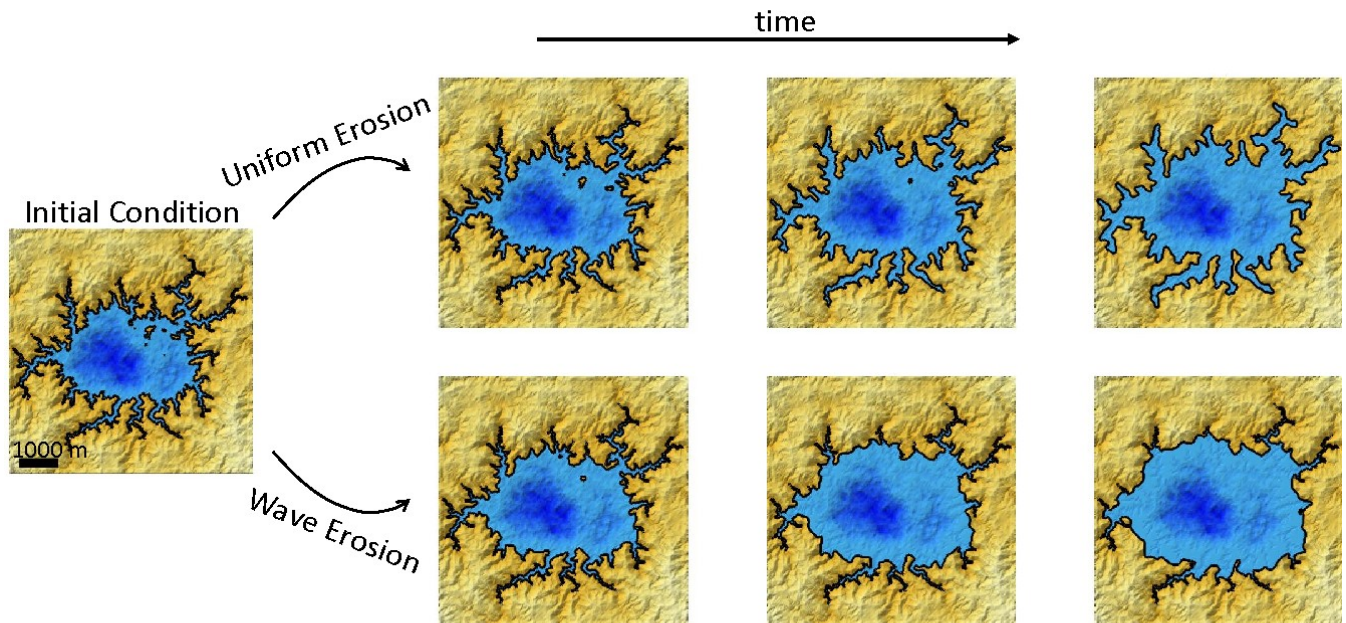 time
Uniform Erosion
Initial Condition
1000 m
Wave Erosion